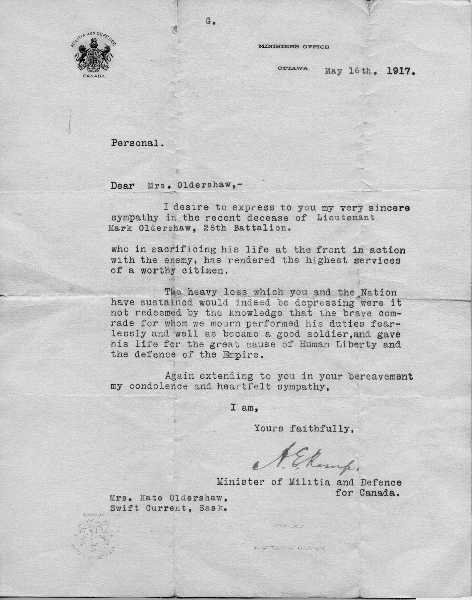 G.
MILITIA AND DEFENCE
CANADA
MINISTER'S OFFICE
OTTAWA May 16th. 1917.
Personal.
Dear Mrs. Oldershaw,-
I desire to express to you my very sincere
sympathy in the recent decease of Lieutenant
Mark Oldershaw, 28th Battalion.
who in sacrificing his life at the front in action
with the enemy, has rendered the highest services
of a worthy citizen.
The heavy loss which you and the Nation
have sustained would indeed be depressing were it
not redeemed by the knowledge that the brave com-
rade for whom we mourn performed his duties fear-
lessly and well as became a good soldier,and gave
his life for the great cause of Human Liberty and
the defence of the Empire.
Again extending to you in your bereavement
my condolence and heartfelt sympathy,
I am,
Yours faithfully,
A.E.Kemp.
Minister of Militia and Defence
for Canada.
Mrs. Kate Oldershaw,
Swift Current, Sask.